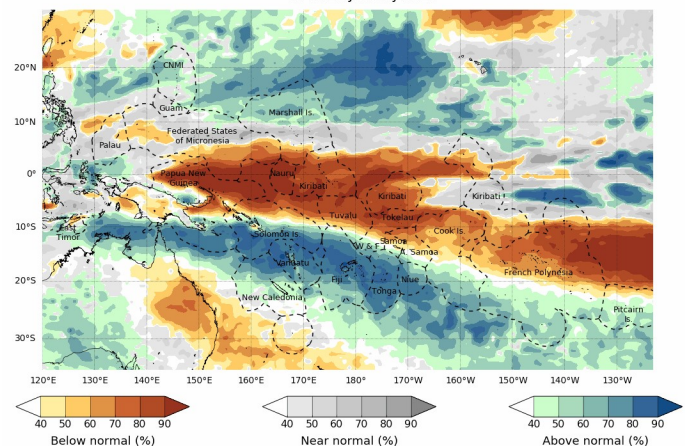 20°N
10°N
0°
10°S
20°S
30°S
CNMI
Guam
Marshall Is.
Federated States
of Micronesia
Palau
Papua New
Guinea
Nauru
Kiribati
Kiribati
Kiribati
Tuvalu
Tokelau
East
Timor
Solomon Is.
W & F
Samoa
A. Samoa
Cook Is.
Vanuatu
Fiji
Tonga
Niue
French Polynesia
New Caledonia
Pitcairn
Is.
120°E 130°E 140°E 150°E 160°E 170°E 180° 170°W 160°W 150°W 140°W 130°W
40 50 60 70 80 90
Below normal (%)
40 50 60 70 80 90
Near normal (%)
40 50 60 70 80 90
Above normal (%)